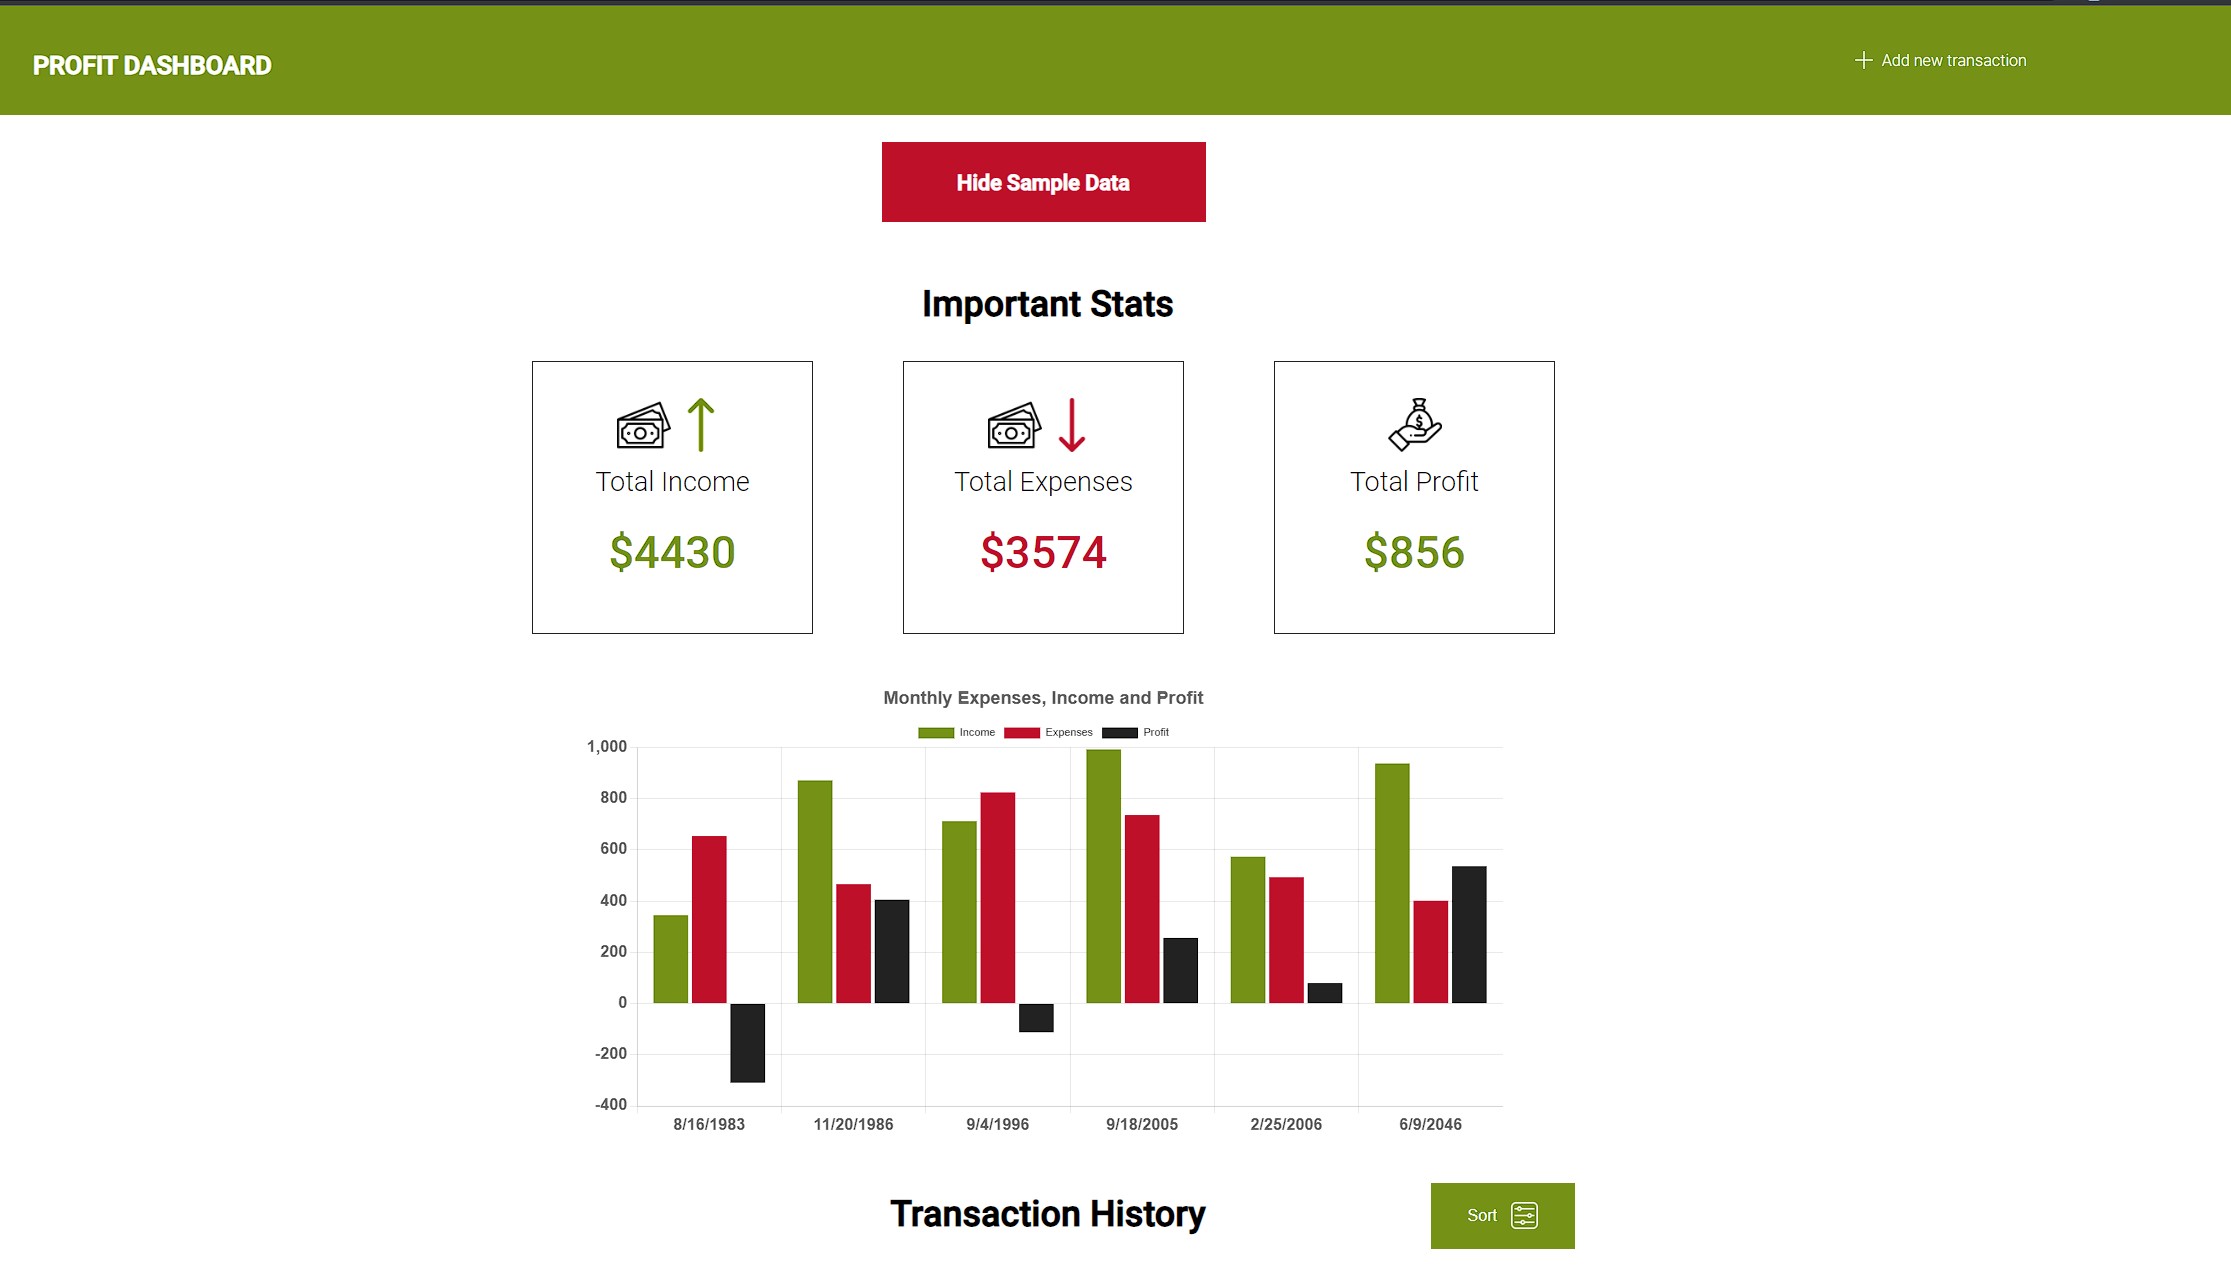 PROFIT DASHBOARD
Add new transaction
Hide Sample Data
Important Stats
Total Income
$4430
Total Expenses
$3574
$
Total Profit
$856
Monthly Expenses, Income and Profit
Income Expenses Profit
1,000
800
600
400
200
0
-200
-400
8/16/1983 11/20/1986 9/4/1996 9/18/2005 2/25/2006 6/9/2046
Transaction History
Sort